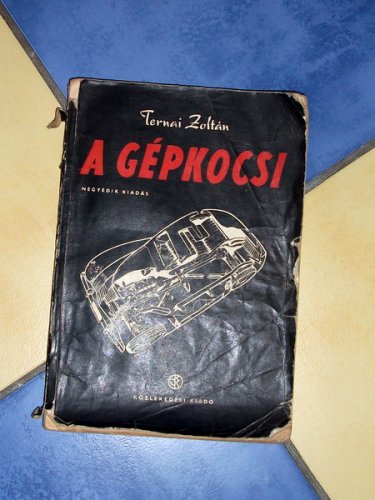 Ternai Zoltán
A GÉPKOCSI
NEGYEDIK KIADÁS
KÖZLEKEDÉSI KIADÓ